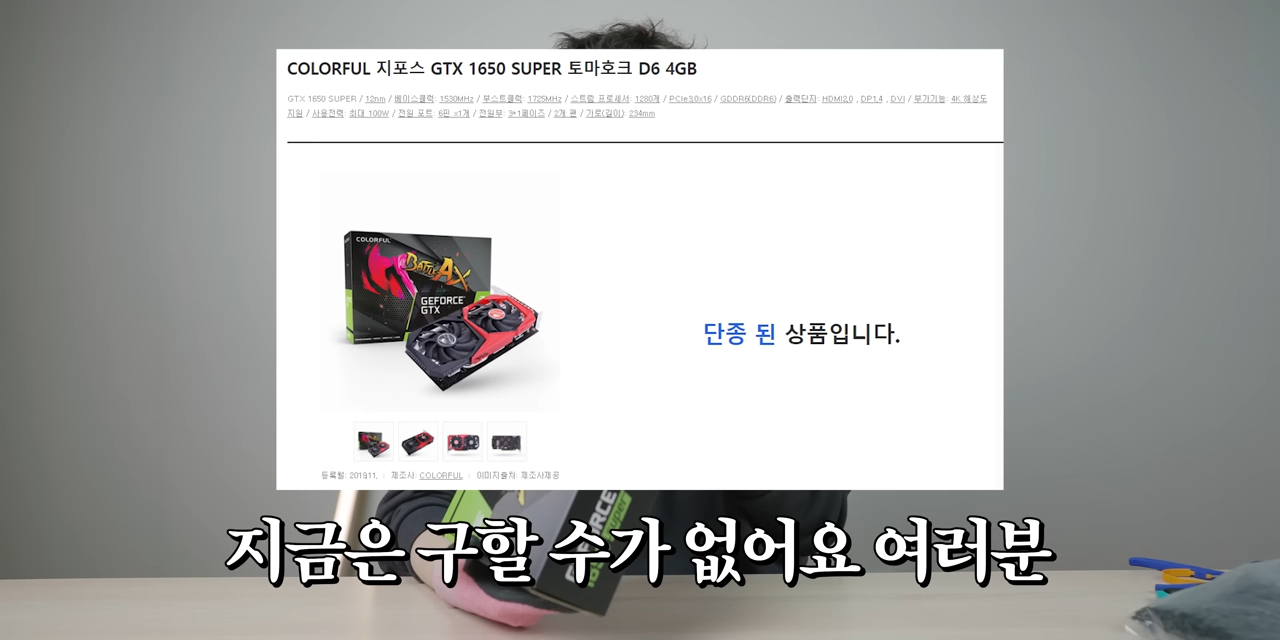 COLORFUL 지포스 GTX 1650 SUPER 토마호크 D6 4GB
GTX 1650 SUPER / 12nm / 베이스클럭: 1530MHz / 부스트클럭: 1725MHz / 스트림 프로세서: 1280개 / PCIe3.0x16 / GDDR6(DDR6) / 출력단자: HDMI2.0 , DP1.4 , DVI / 부가기능: 4K 해상도
지원 / 사용전력: 최대 100W / 전원 포트: 6핀 x1개 / 전원부: 3+1페이즈 / 2개 팬 / 가로(길이): 234mm
COLORFUL
BATTLE AX
GEFORCE
GTX
단종 된 상품입니다.
등록월: 2019.11. | 제조사: COLORFUL | 이미지출처: 제조사제공
지금은 구할 수가 없어요 여러분